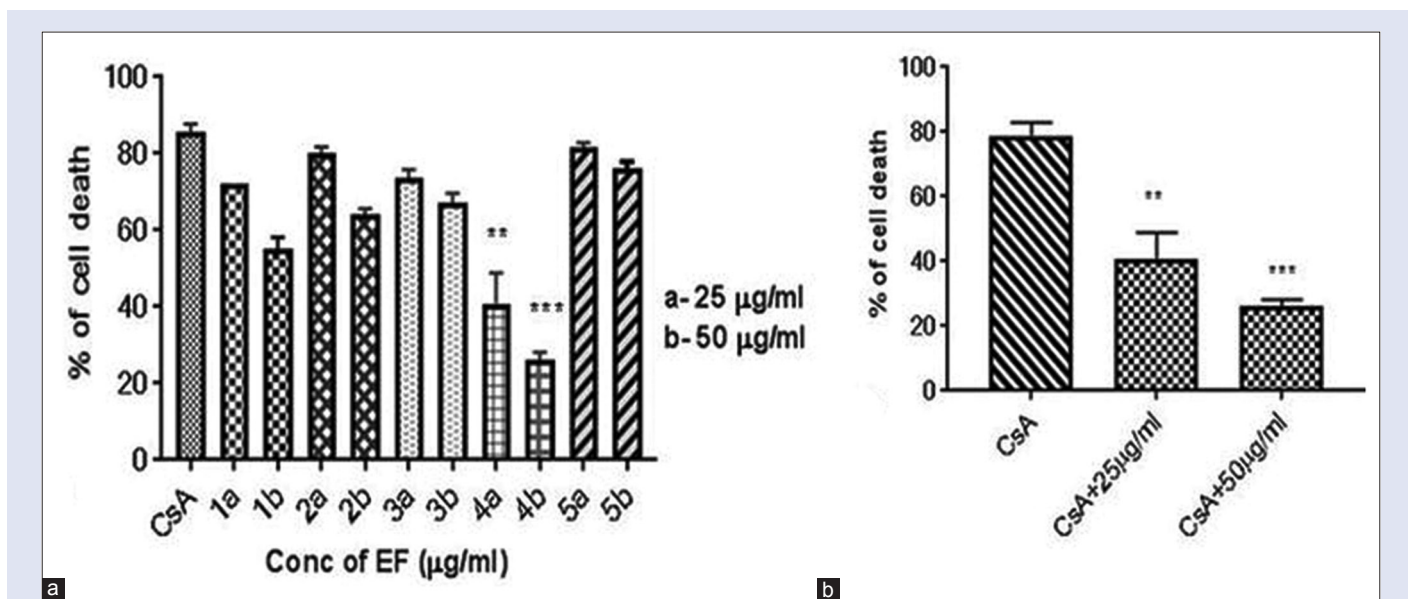 100
80
60
40
20
0
% of cell death
**
***
CsA
1a
1b
2a
2b
3a
3b
4a
4b
5a
5b
Conc of EF (μg/ml)
a- 25 μg/ml
b- 50 μg/ml
a
100
80
60
40
20
0
% of cell death
**
***
CsA
CsA+25μg/ml
CsA+50μg/ml
b